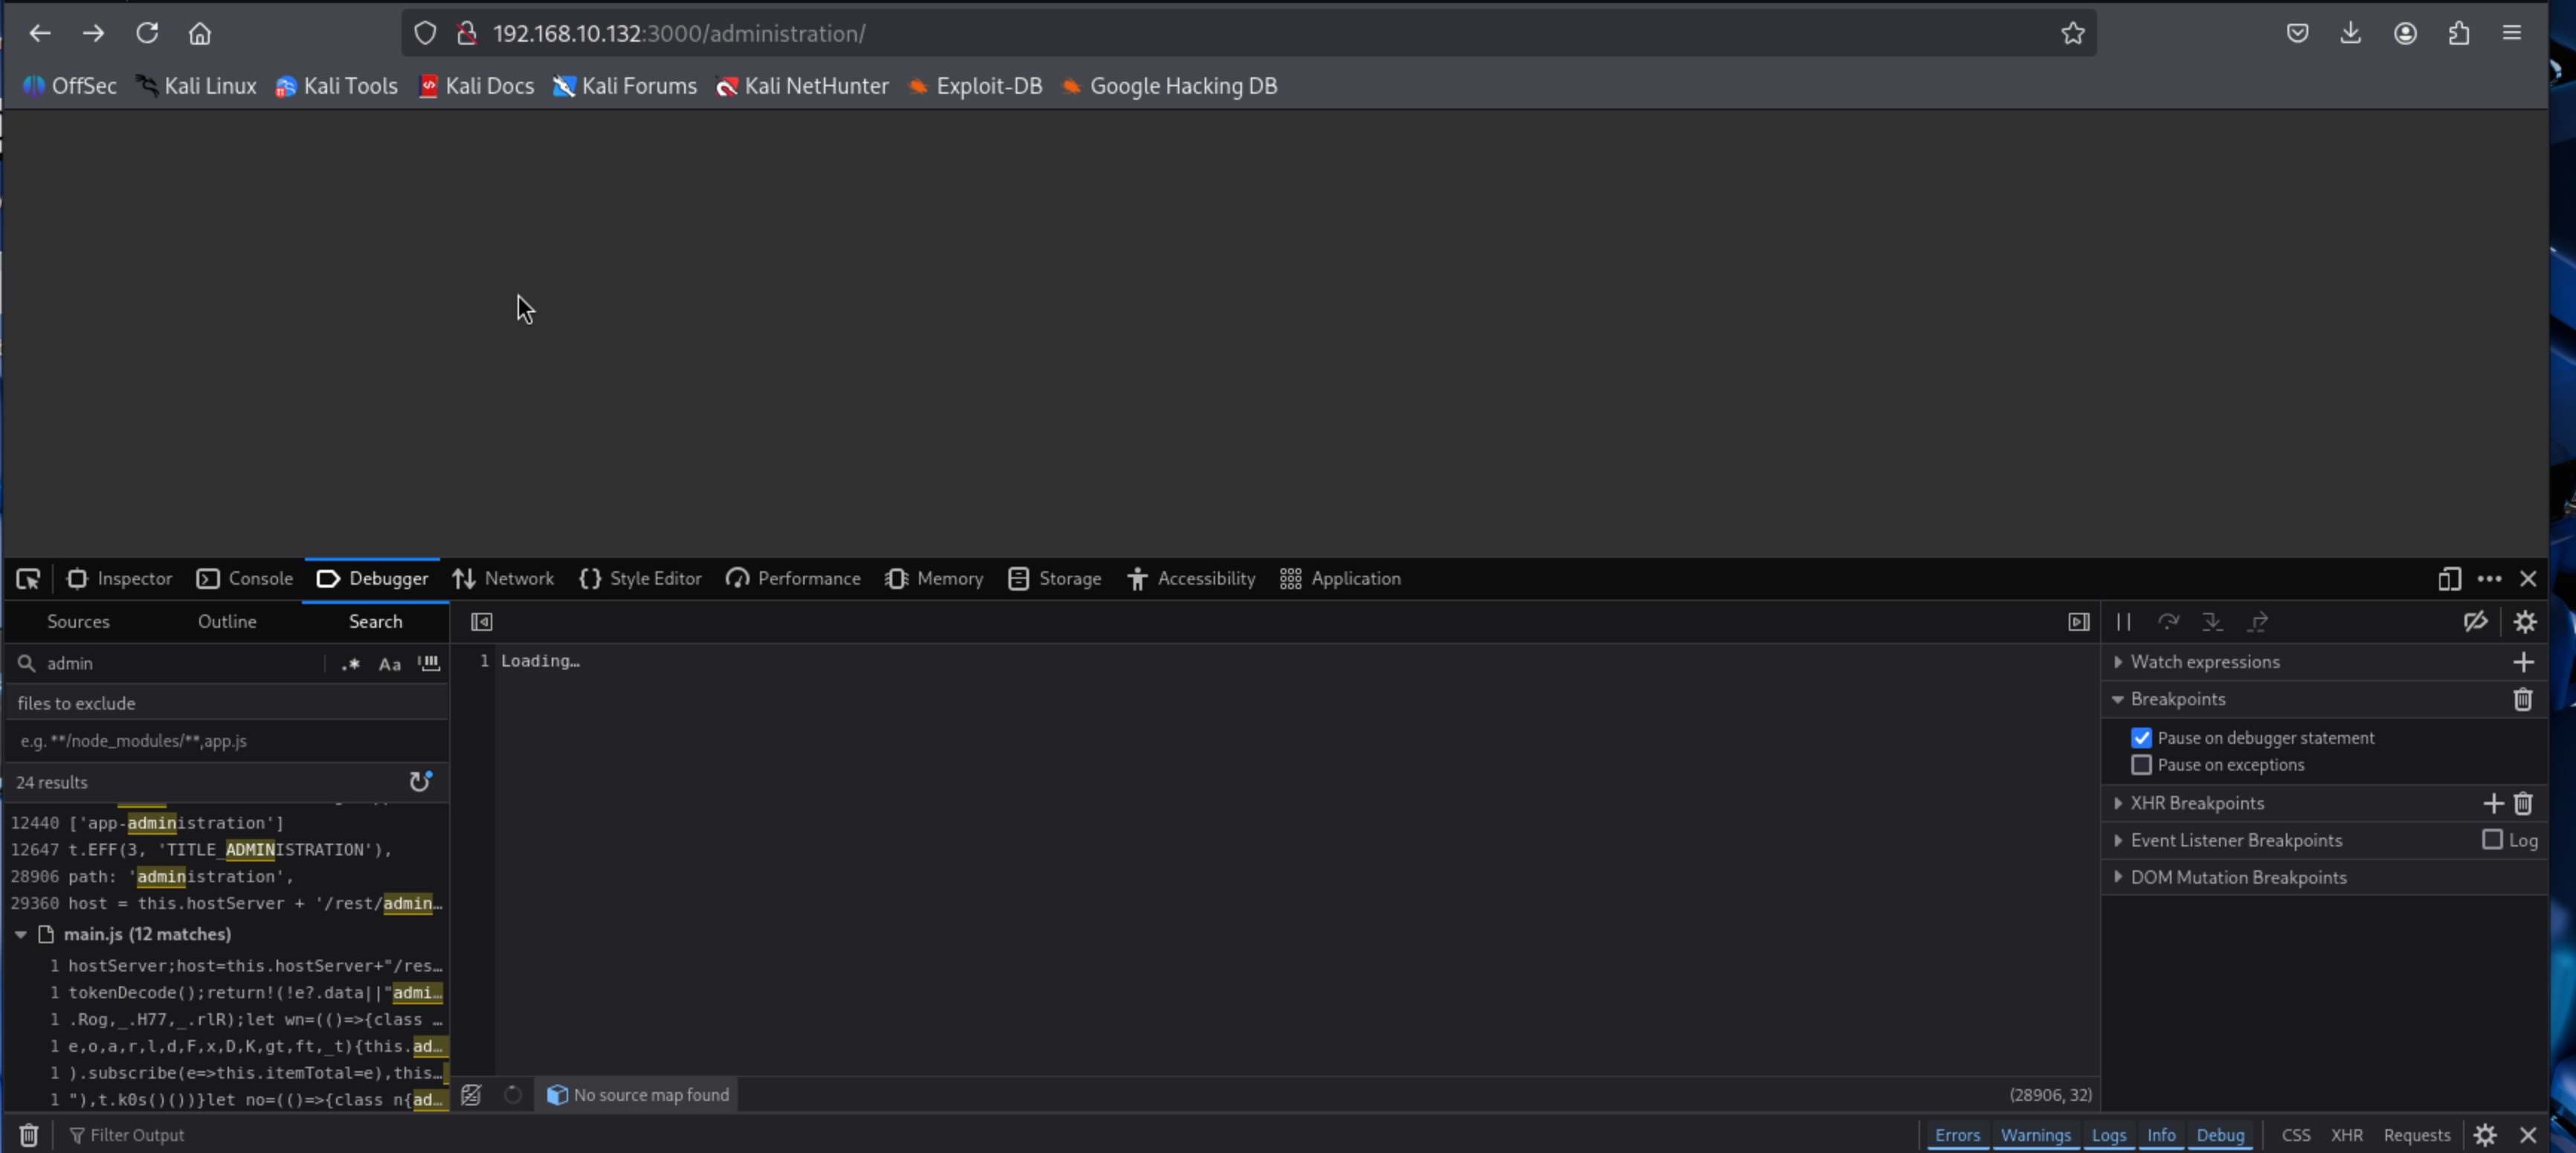 192.168.10.132:3000/administration/
OffSec Kali Linux Kali Tools Kali Docs Kali Forums Kali NetHunter Exploit-DB Google Hacking DB
Inspector Console Debugger Network Style Editor Performance Memory Storage Accessibility Application
Sources Outline Search
admin .* Aa
files to exclude
e.g. **/node_modules/**,app.js
24 results
12440 ['app-administration']
12647 t.EFF(3, 'TITLE_ADMINISTRATION'),
28906 path: 'administration',
29360 host = this.hostServer + '/rest/admin…
main.js (12 matches)
1 hostServer;host=this.hostServer+"/res…
1 tokenDecode();return!(!e?.data||"admi…
1 .Rog,_.H77,_.rlR);let wn=(()=>{class …
1 e,o,a,r,l,d,F,x,D,K,gt,ft,_t){this.ad…
1 ).subscribe(e=>this.itemTotal=e),this…
1 "),t.k0s()())}let no=(()=>{class n{ad…
1 Loading…
No source map found (28906, 32)
Watch expressions
Breakpoints
Pause on debugger statement
Pause on exceptions
XHR Breakpoints
Event Listener Breakpoints Log
DOM Mutation Breakpoints
Filter Output Errors Warnings Logs Info Debug CSS XHR Requests